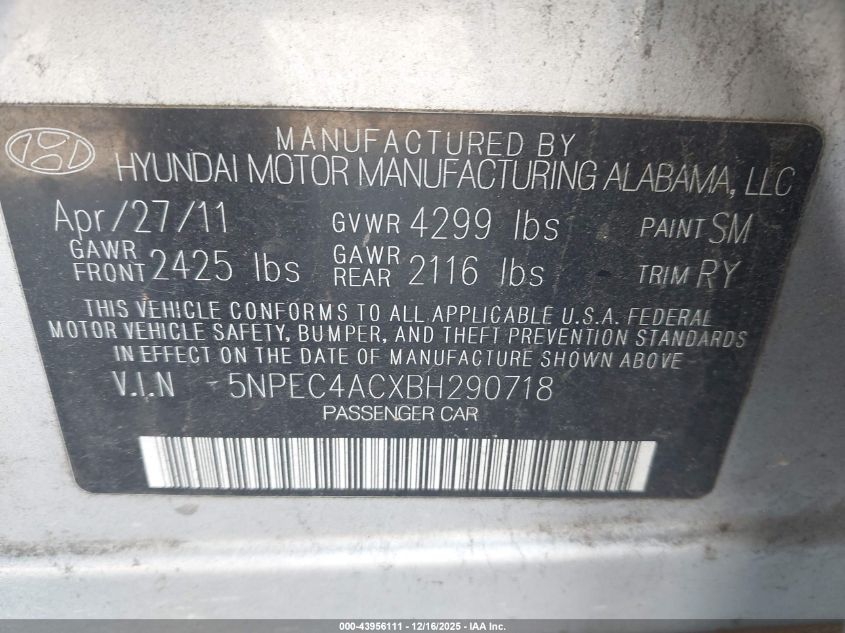 MANUFACTURED BY
HYUNDAI MOTOR MANUFACTURING ALABAMA, LLC
Apr/27/11 GVWR 4299 lbs PAINT SM
GAWR FRONT 2425 lbs GAWR REAR 2116 lbs TRIM RY
THIS VEHICLE CONFORMS TO ALL APPLICABLE U.S.A. FEDERAL
MOTOR VEHICLE SAFETY, BUMPER, AND THEFT PREVENTION STANDARDS
IN EFFECT ON THE DATE OF MANUFACTURE SHOWN ABOVE
V.I.N 5NPEC4ACXBH290718
PASSENGER CAR
000-43956111 - 12/16/2025 - IAA Inc.